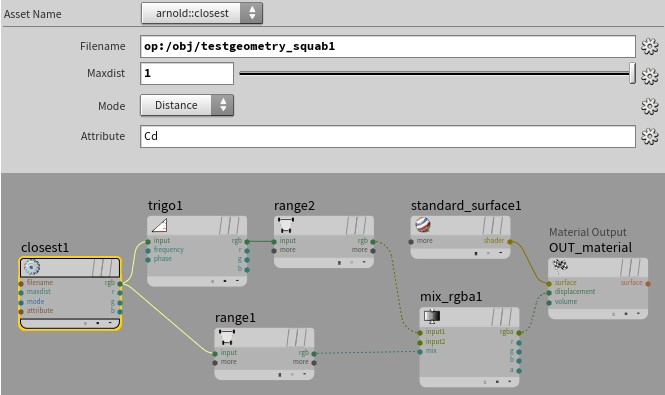 Asset Name arnold::closest
Filename op:/obj/testgeometry_squab1
Maxdist 1
Mode Distance
Attribute Cd
trigo1
input rgb
frequency r
phase g
b
range2
input rgb
more more
standard_surface1
more shader
Material Output
OUT_material
surface surface
displacement
volume
closest1
filename rgb
maxdist r
mode g
attribute b
mix_rgba1
input1 rgba
input2 r
mix g
b
a
range1
input rgb
more more